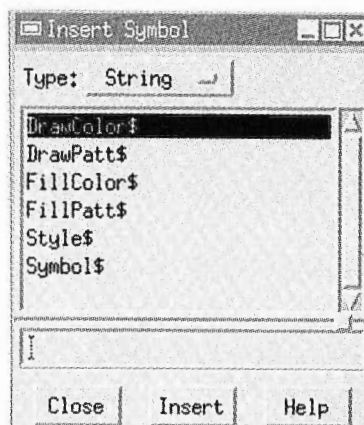 Insert Symbol
Type: String
DrawColor$
DrawPatt$
FillColor$
FillPatt$
Style$
Symbol$
Close Insert Help